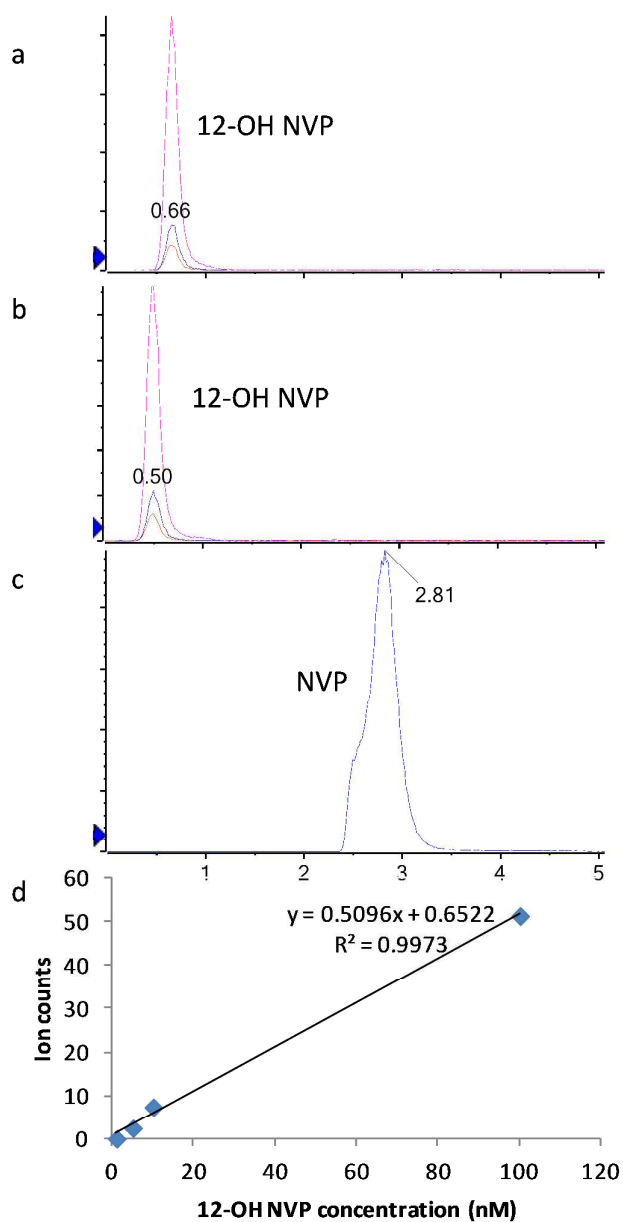 a
12-OH NVP
0.66
b
12-OH NVP
0.50
c
2.81
NVP
1 2 3 4 5
d
60
y = 0.5096x + 0.6522
R² = 0.9973
50
40
30
20
10
0
Ion counts
0 20 40 60 80 100 120
12-OH NVP concentration (nM)